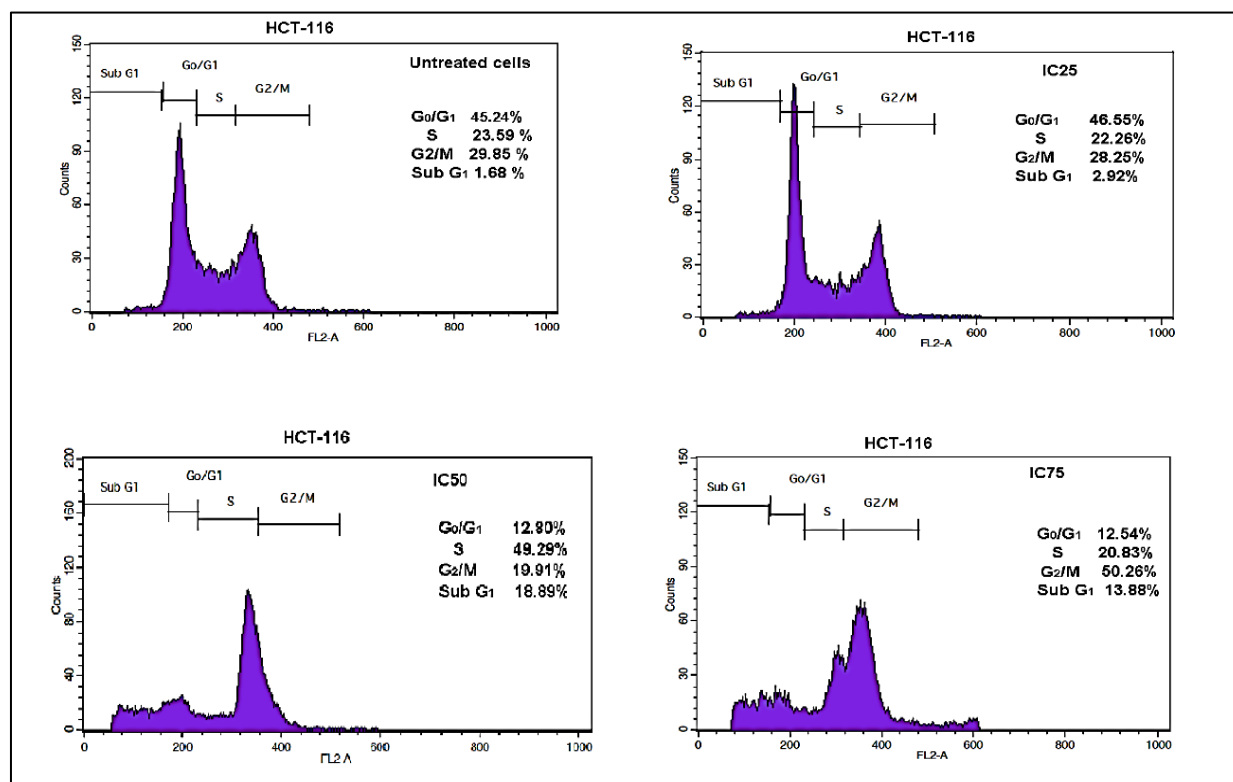 HCT-116
Untreated cells
Sub G1
Go/G1
S
G2/M
G0/G1 45.24%
S 23.59 %
G2/M 29.85 %
Sub G1 1.68 %
Counts
150
120
90
60
30
0
0 200 400 600 800 1000
FL2-A
HCT-116
IC25
Sub G1
Go/G1
S
G2/M
G0/G1 46.55%
S 22.26%
G2/M 28.25%
Sub G1 2.92%
Counts
150
130
90
60
30
0
0 200 400 600 800 1000
FL2-A
HCT-116
IC50
Sub G1
Go/G1
S
G2/M
G0/G1 12.80%
S 49.29%
G2/M 19.91%
Sub G1 18.89%
Counts
200
160
120
80
40
0
0 200 400 600 800 1000
FL2 A
HCT-116
IC75
Sub G1
Go/G1
S
G2/M
G0/G1 12.54%
S 20.83%
G2/M 50.26%
Sub G1 13.88%
Counts
150
120
90
60
30
0
0 200 400 600 800 1000
FL2-A